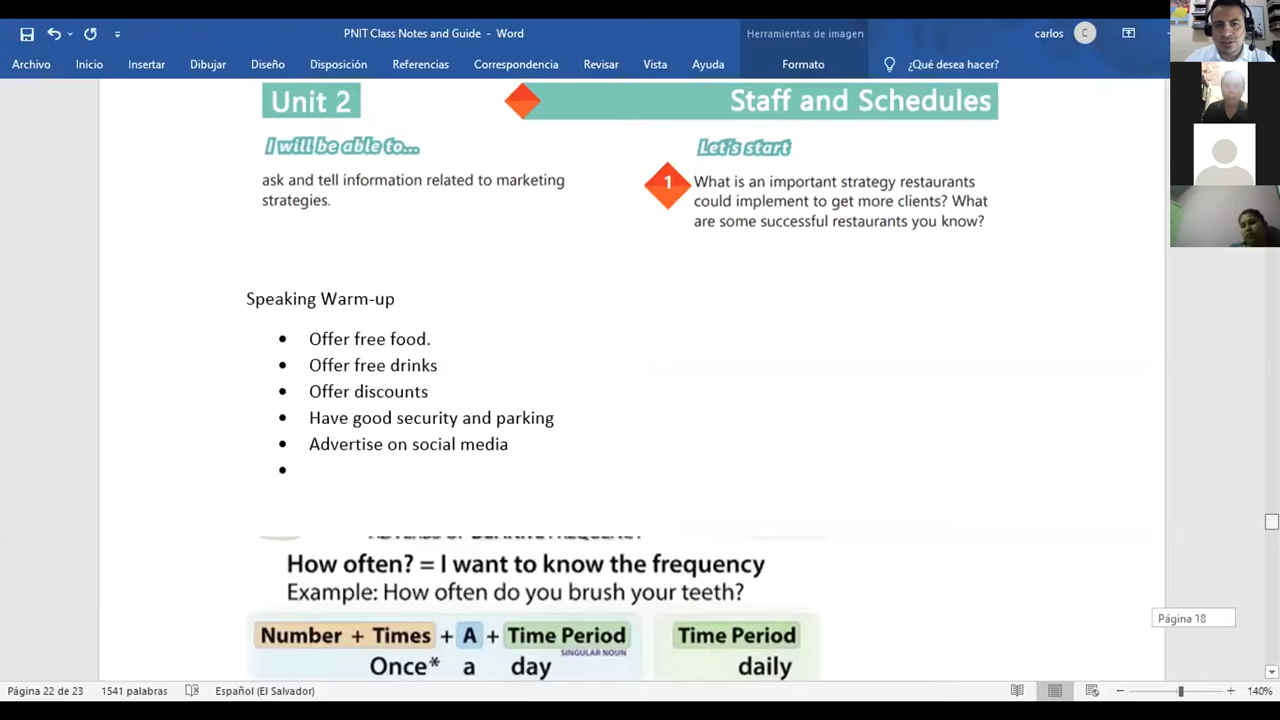 PNIT Class Notes and Guide - Word
Herramientas de imagen
carlos
C
Archivo Inicio Insertar Dibujar Diseño Disposición Referencias Correspondencia Revisar Vista Ayuda Formato ¿Qué desea hacer?
Unit 2
Staff and Schedules
I will be able to...
ask and tell information related to marketing
strategies.
Let's start
1
What is an important strategy restaurants
could implement to get more clients? What
are some successful restaurants you know?
Speaking Warm-up
• Offer free food.
• Offer free drinks
• Offer discounts
• Have good security and parking
• Advertise on social media
•
ADVERBS OF DEFINITE FREQUENCY
How often? = I want to know the frequency
Example: How often do you brush your teeth?
Number + Times + A + Time Period
SINGULAR NOUN
Time Period
Once* a day
daily
Página 18
Página 22 de 23 1541 palabras Español (El Salvador) 140%